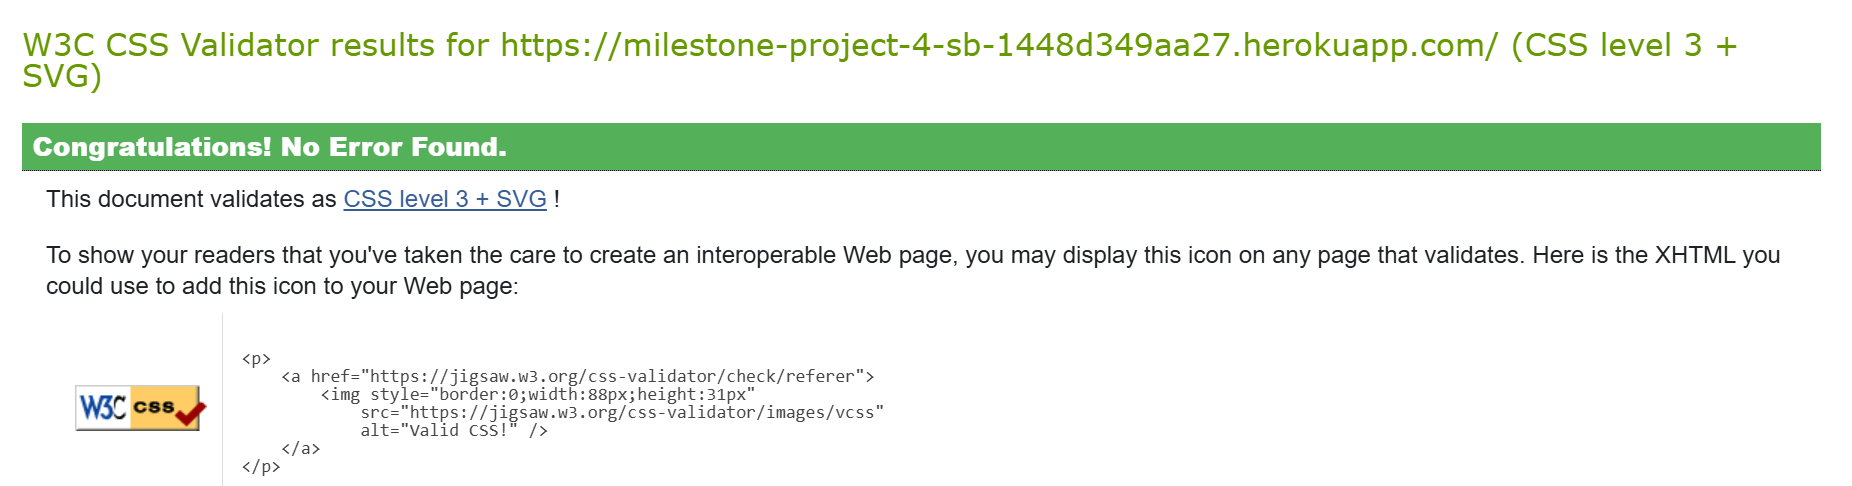 W3C CSS Validator results for https://milestone-project-4-sb-1448d349aa27.herokuapp.com/ (CSS level 3 +
SVG)
Congratulations! No Error Found.
This document validates as CSS level 3 + SVG !
To show your readers that you've taken the care to create an interoperable Web page, you may display this icon on any page that validates. Here is the XHTML you
could use to add this icon to your Web page:
<p>
    <a href="https://jigsaw.w3.org/css-validator/check/referer">
        <img style="border:0;width:88px;height:31px"
            src="https://jigsaw.w3.org/css-validator/images/vcss"
            alt="Valid CSS!" />
    </a>
</p>
W3C css